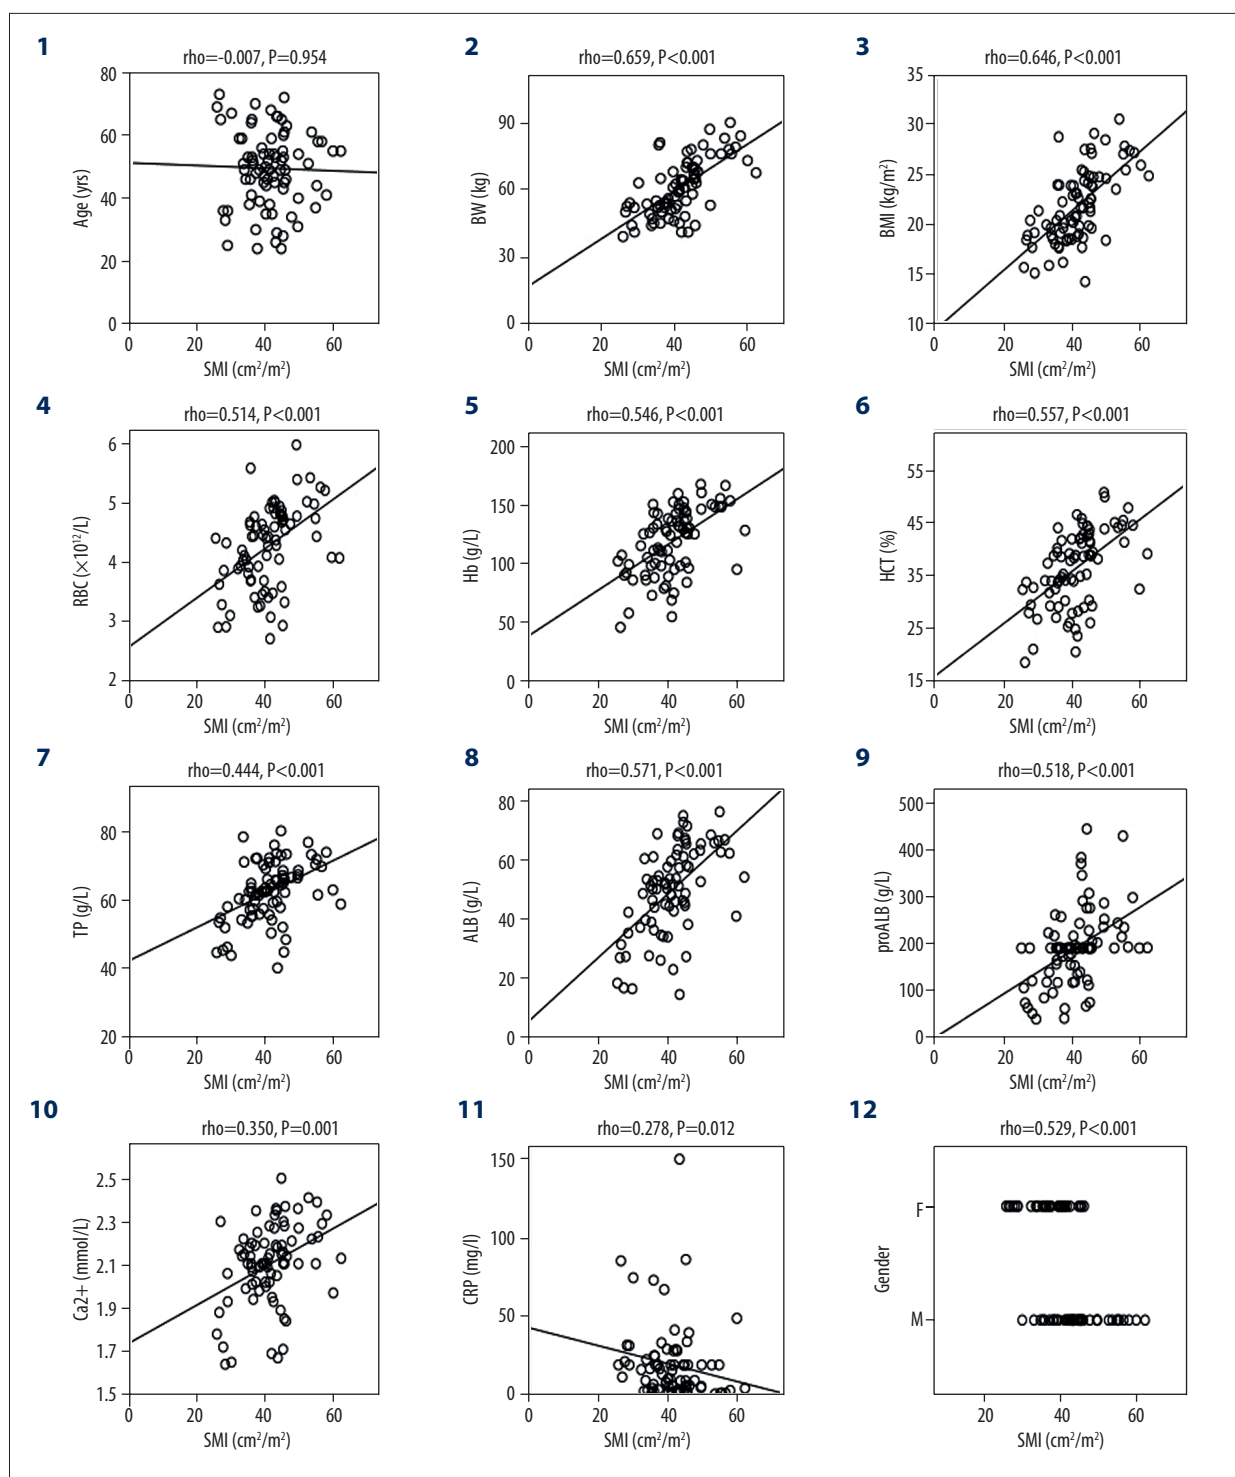 1
rho=-0.007, P=0.954
80
60
40
20
0
Age (yrs)
0 20 40 60
SMI (cm²/m²)
2
rho=0.659, P<0.001
90
60
30
0
BW (kg)
0 20 40 60
SMI (cm²/m²)
3
rho=0.646, P<0.001
35
30
25
20
15
10
BMI (kg/m²)
0 20 40 60
SMI (cm²/m²)
4
rho=0.514, P<0.001
6
5
4
3
2
RBC (×10¹²/L)
0 20 40 60
SMI (cm²/m²)
5
rho=0.546, P<0.001
200
150
100
50
0
Hb (g/L)
0 20 40 60
SMI (cm²/m²)
6
rho=0.557, P<0.001
55
45
35
25
15
HCT (%)
0 20 40 60
SMI (cm²/m²)
7
rho=0.444, P<0.001
80
60
40
20
TP (g/L)
0 20 40 60
SMI (cm²/m²)
8
rho=0.571, P<0.001
80
60
40
20
0
ALB (g/L)
0 20 40 60
SMI (cm²/m²)
9
rho=0.518, P<0.001
500
400
300
200
100
0
proALB (g/L)
0 20 40 60
SMI (cm²/m²)
10
rho=0.350, P=0.001
2.5
2.3
2.1
1.9
1.7
1.5
Ca2+ (mmol/L)
0 20 40 60
SMI (cm²/m²)
11
rho=0.278, P=0.012
150
100
50
0
CRP (mg/l)
0 20 40 60
SMI (cm²/m²)
12
rho=0.529, P<0.001
F
M
Gender
20 40 60
SMI (cm²/m²)